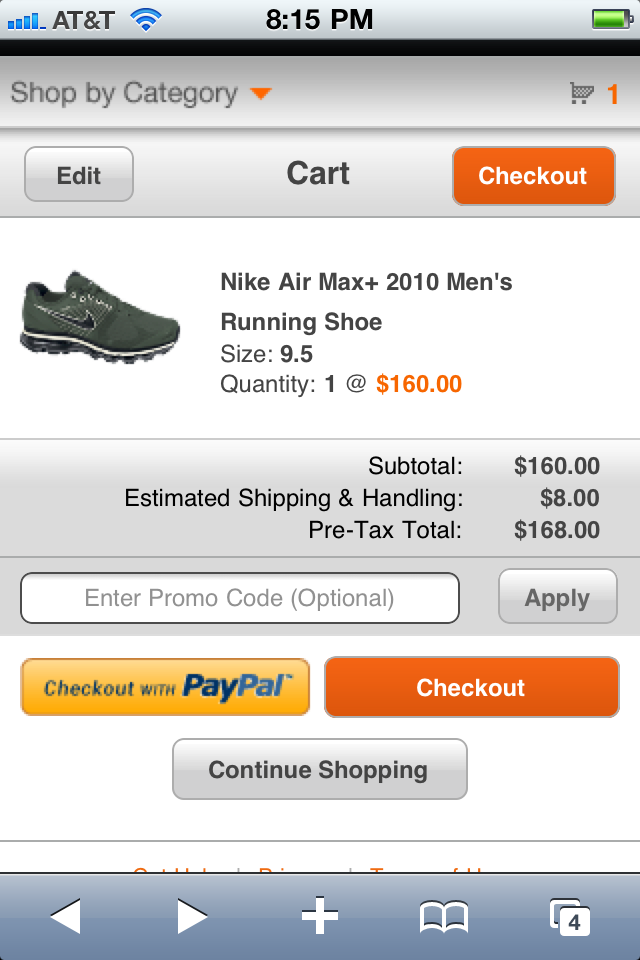 AT&T 8:15 PM
Shop by Category 1
Edit Cart Checkout
Nike Air Max+ 2010 Men's
Running Shoe
Size: 9.5
Quantity: 1 @ $160.00
Subtotal: $160.00
Estimated Shipping & Handling: $8.00
Pre-Tax Total: $168.00
Enter Promo Code (Optional) Apply
Checkout WITH PayPal™ Checkout
Continue Shopping
4